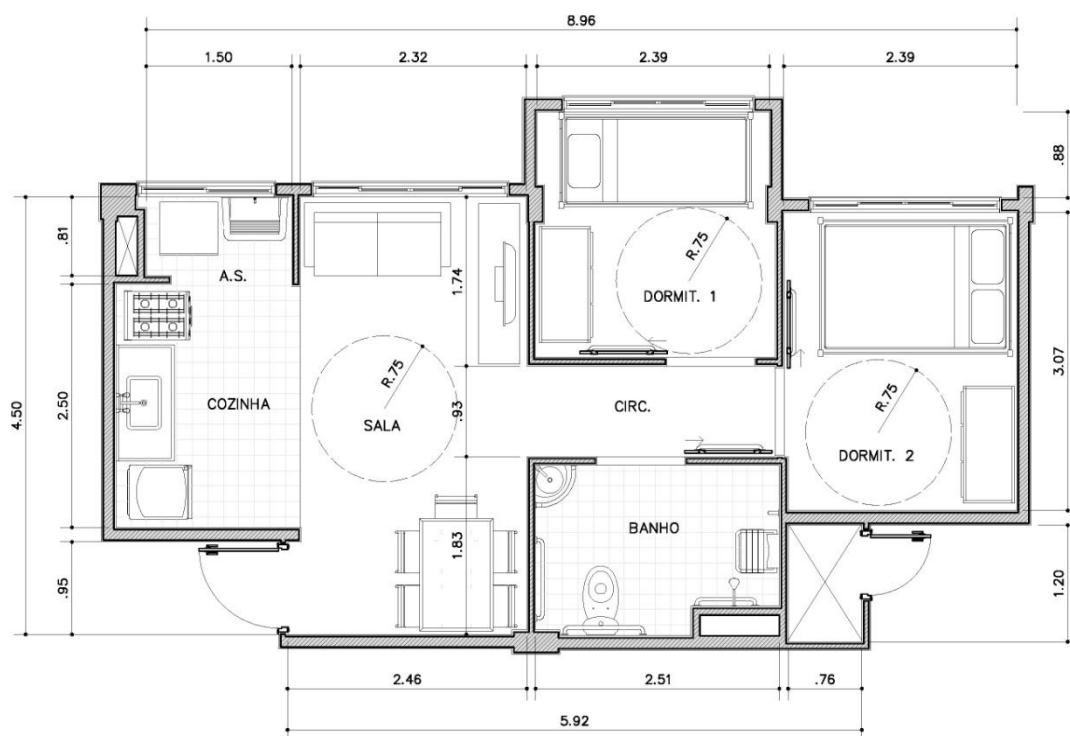 8.96
1.50 2.32 2.39 2.39
.88
.81
A.S.
1.74
R.75
DORMIT. 1
R.75
3.07
4.50
2.50
COZINHA
SALA
.93
CIRC.
R.75
DORMIT. 2
BANHO
1.83
.95
1.20
2.46 2.51 .76
5.92